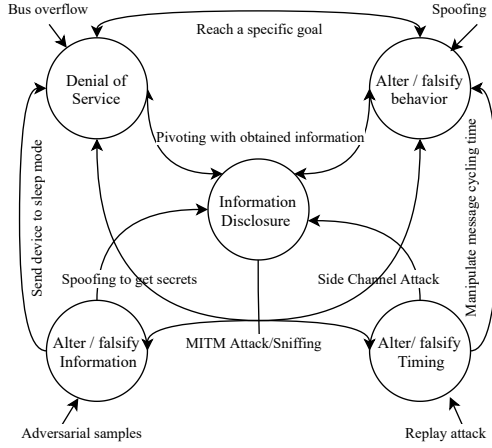 Bus overflow
Spoofing
Reach a specific goal
Denial of
Service
Alter / falsify
behavior
Pivoting with obtained information
Information
Disclosure
Send device to sleep mode
Manipulate message cycling time
Spoofing to get secrets
Side Channel Attack
Alter / falsify
Information
MITM Attack/Sniffing
Alter/ falsify
Timing
Adversarial samples
Replay attack